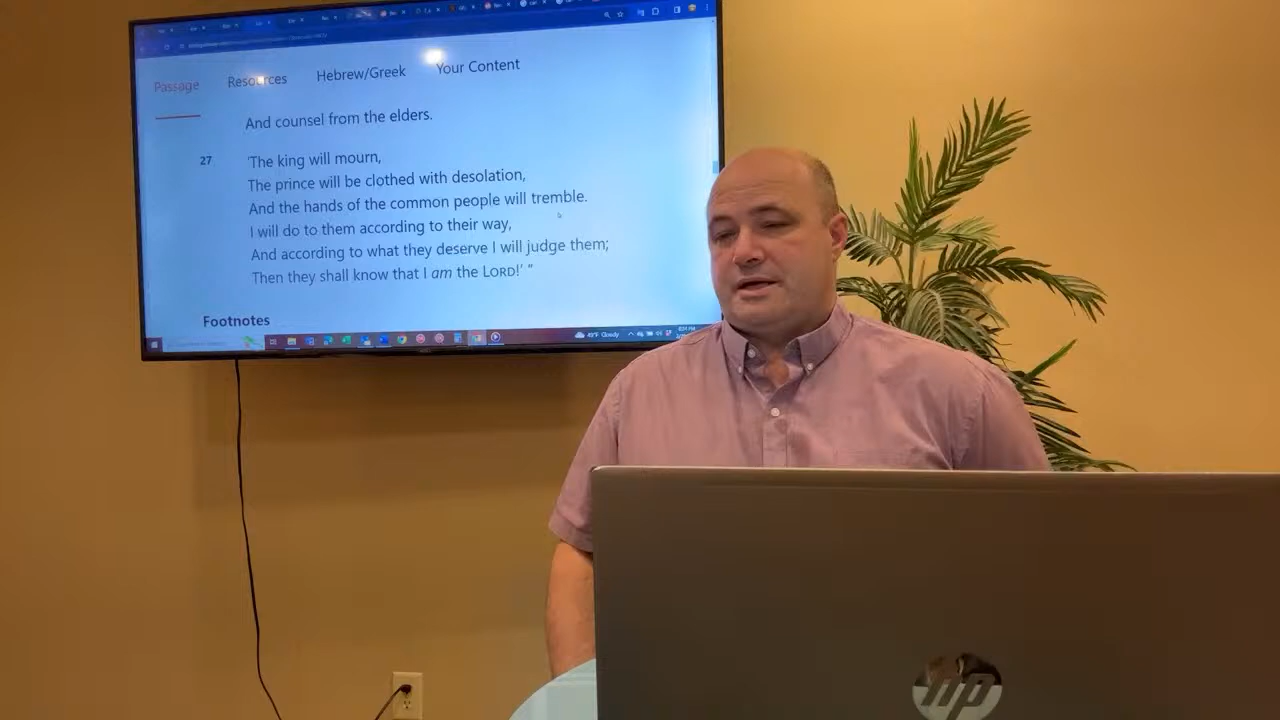 Passage
Resources
Hebrew/Greek
Your Content
And counsel from the elders.
27
'The king will mourn,
The prince will be clothed with desolation,
And the hands of the common people will tremble.
I will do to them according to their way,
And according to what they deserve I will judge them;
Then they shall know that I am the LORD!' "
Footnotes
49°F Cloudy
hp